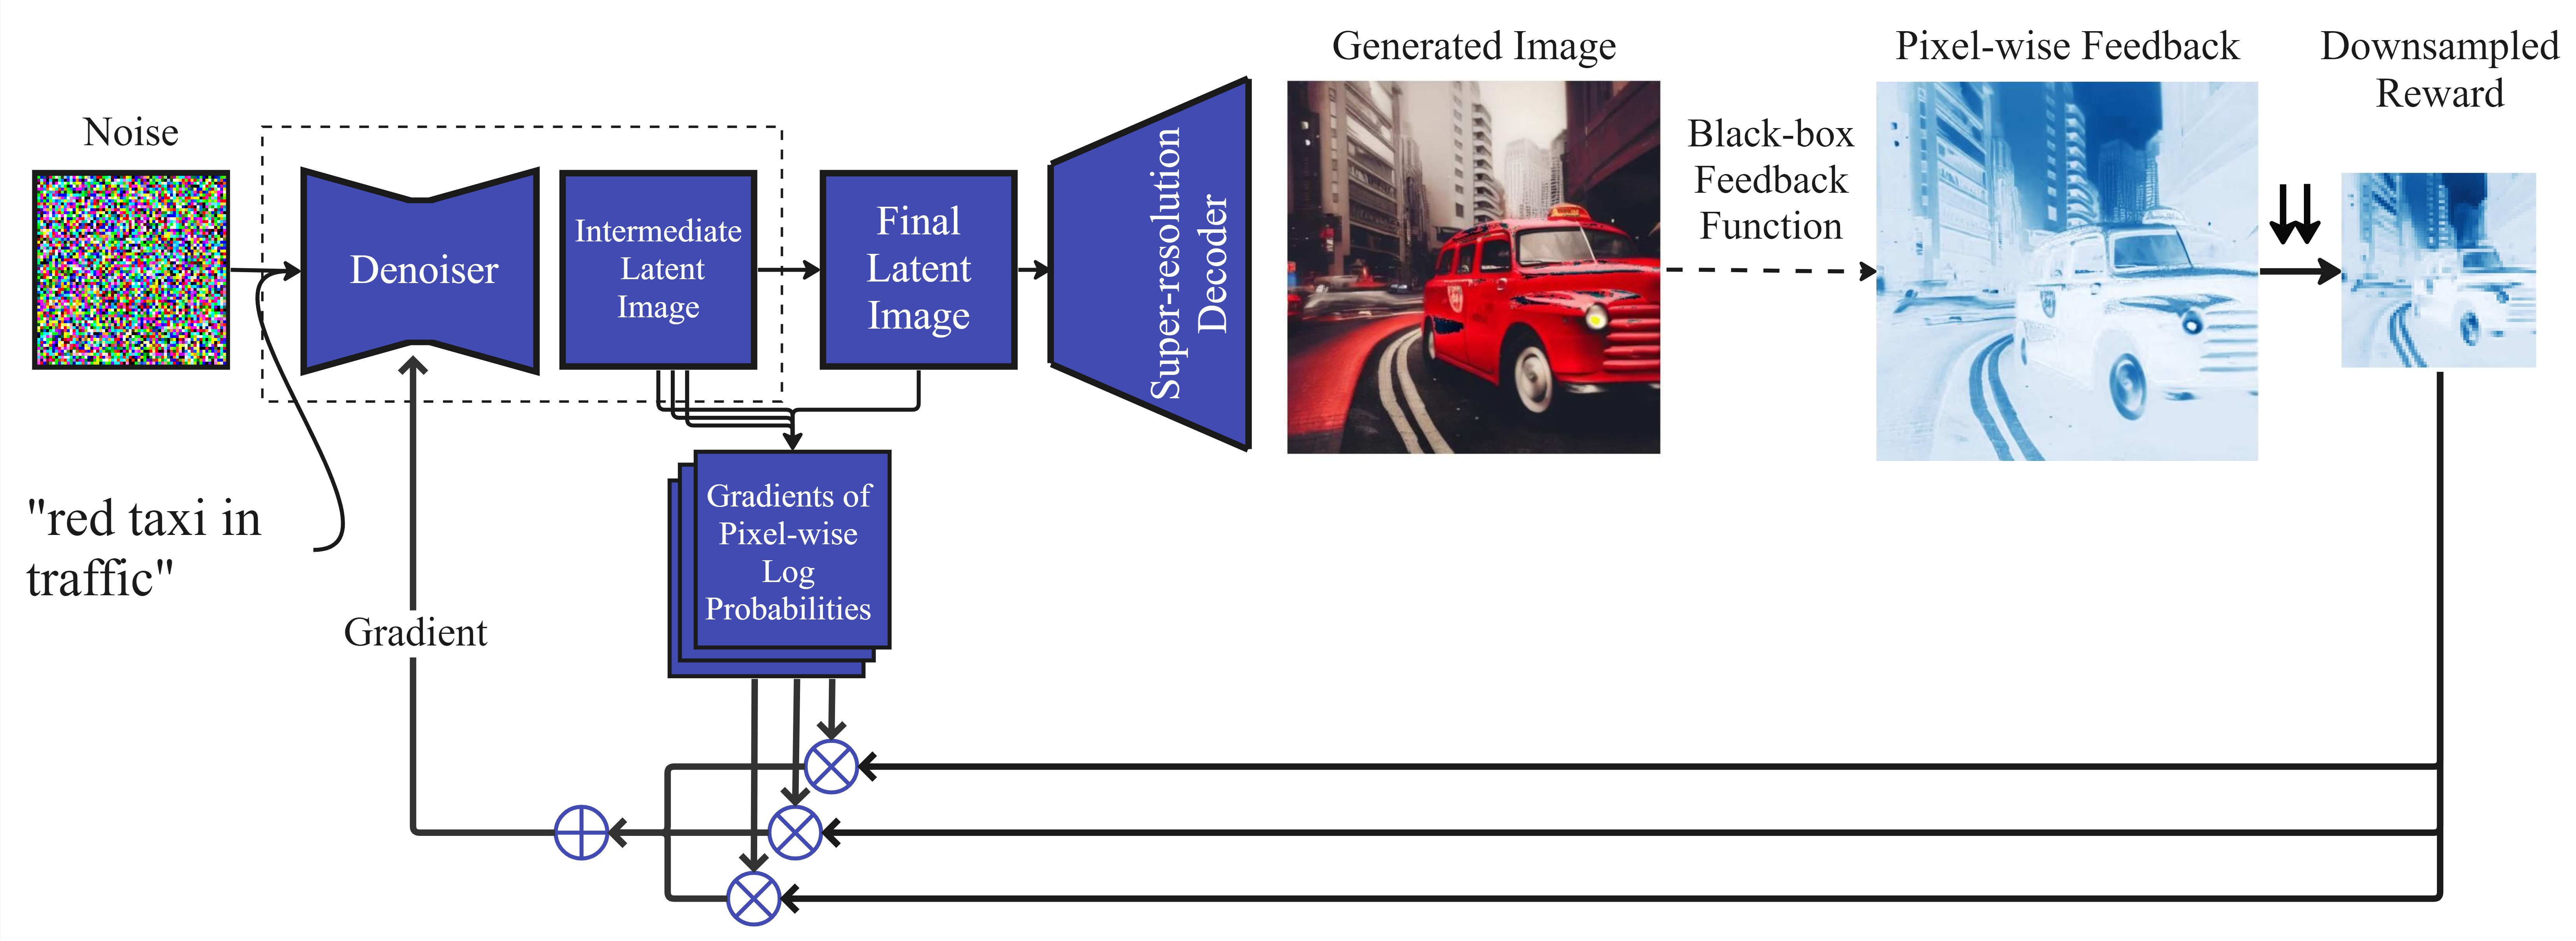 Noise
"red taxi in
traffic"
Denoiser
Intermediate
Latent
Image
Final
Latent
Image
Super-resolution
Decoder
Generated Image
Black-box
Feedback
Function
Pixel-wise Feedback
Downsampled
Reward
Gradients of
Pixel-wise
Log
Probabilities
Gradient